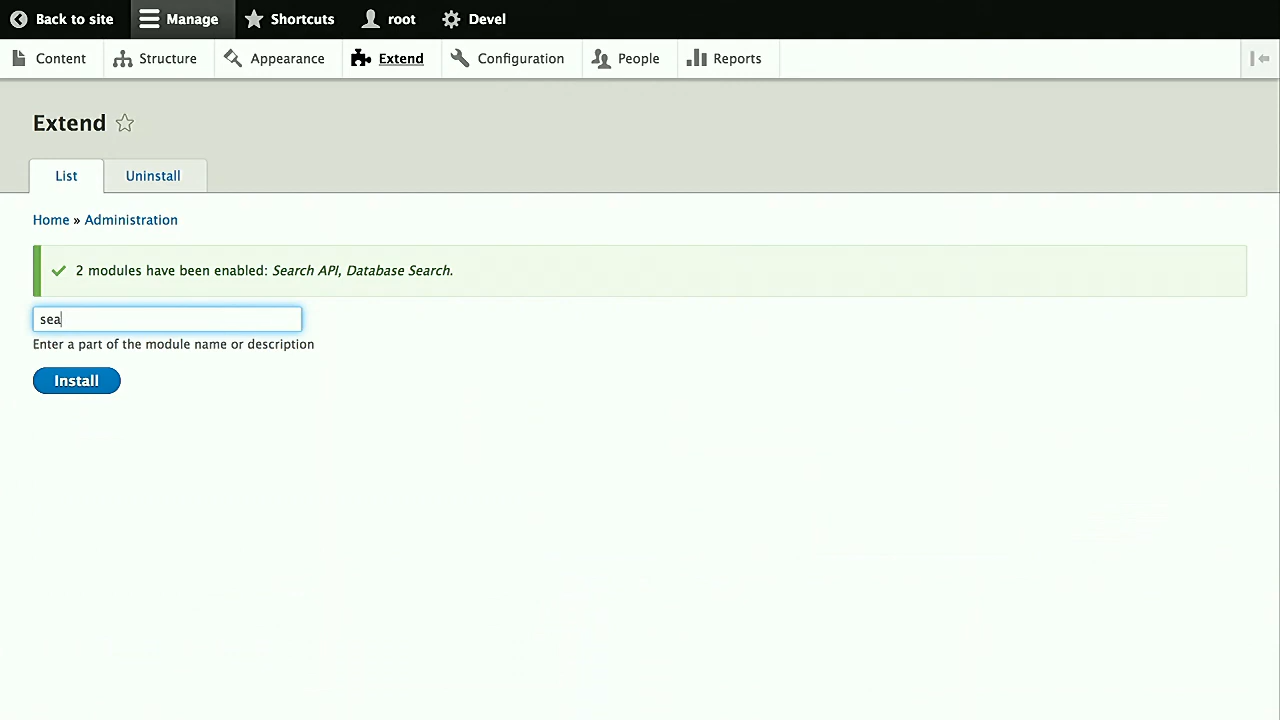 Back to site Manage Shortcuts root Devel
Content Structure Appearance Extend Configuration People Reports
Extend
List Uninstall
Home » Administration
2 modules have been enabled: Search API, Database Search.
sea
Enter a part of the module name or description
Install